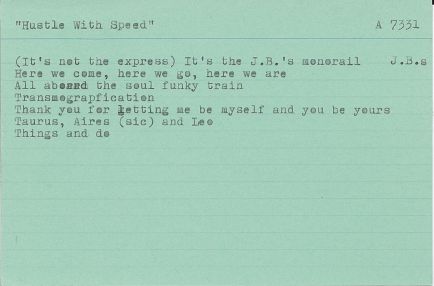 "Hustle With Speed" A 7331
(It's not the express) It's the J.B.'s monorail J.B.s
Here we come, here we go, here we are
All aboard the soul funky train
Transmograpfication
Thank you for letting me be myself and you be yours
Taurus, Aires (sic) and Leo
Things and do